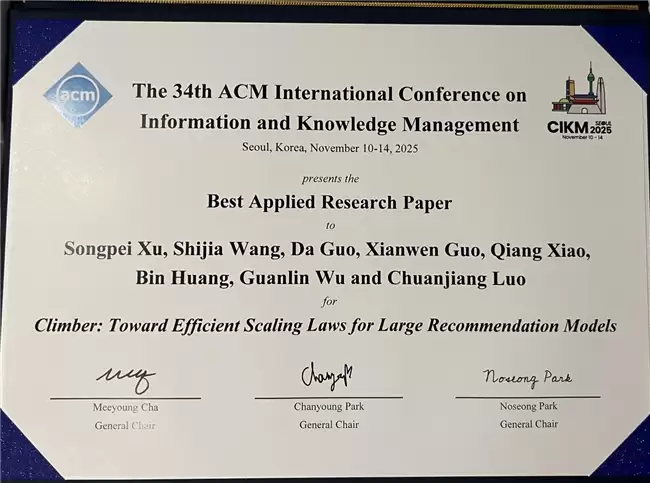 acm
The 34th ACM International Conference on
Information and Knowledge Management
Seoul, Korea, November 10-14, 2025
CIKM SEOUL 2025
November 10 - 14
presents the
Best Applied Research Paper
to
Songpei Xu, Shijia Wang, Da Guo, Xianwen Guo, Qiang Xiao,
Bin Huang, Guanlin Wu and Chuanjiang Luo
for
Climber: Toward Efficient Scaling Laws for Large Recommendation Models
Noseong Park
Meeyoung Cha
General Chair
Chanyoung Park
General Chair
Noseong Park
General Chair